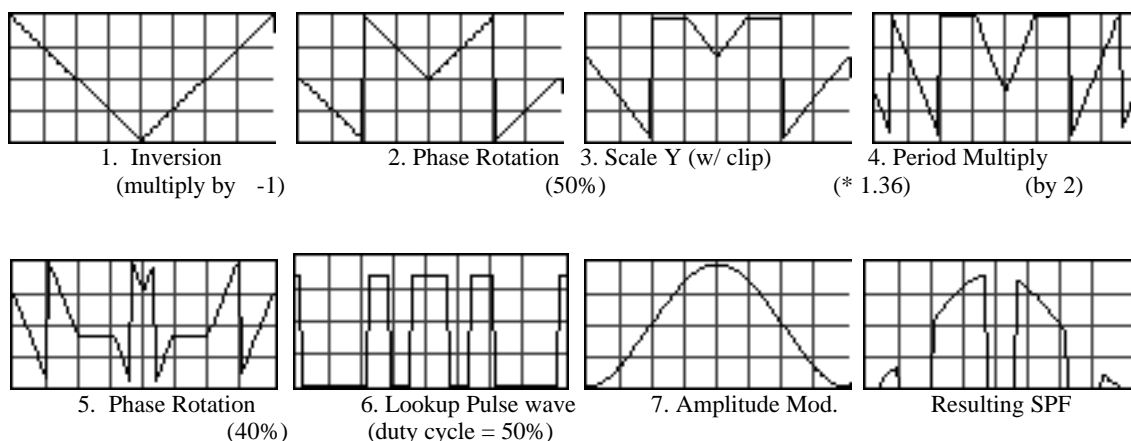 1. Inversion
(multiply by -1)
2. Phase Rotation
(50%)
3. Scale Y (w/ clip)
(* 1.36)
4. Period Multiply
(by 2)
5. Phase Rotation
(40%)
6. Lookup Pulse wave
(duty cycle = 50%)
7. Amplitude Mod.
Resulting SPF